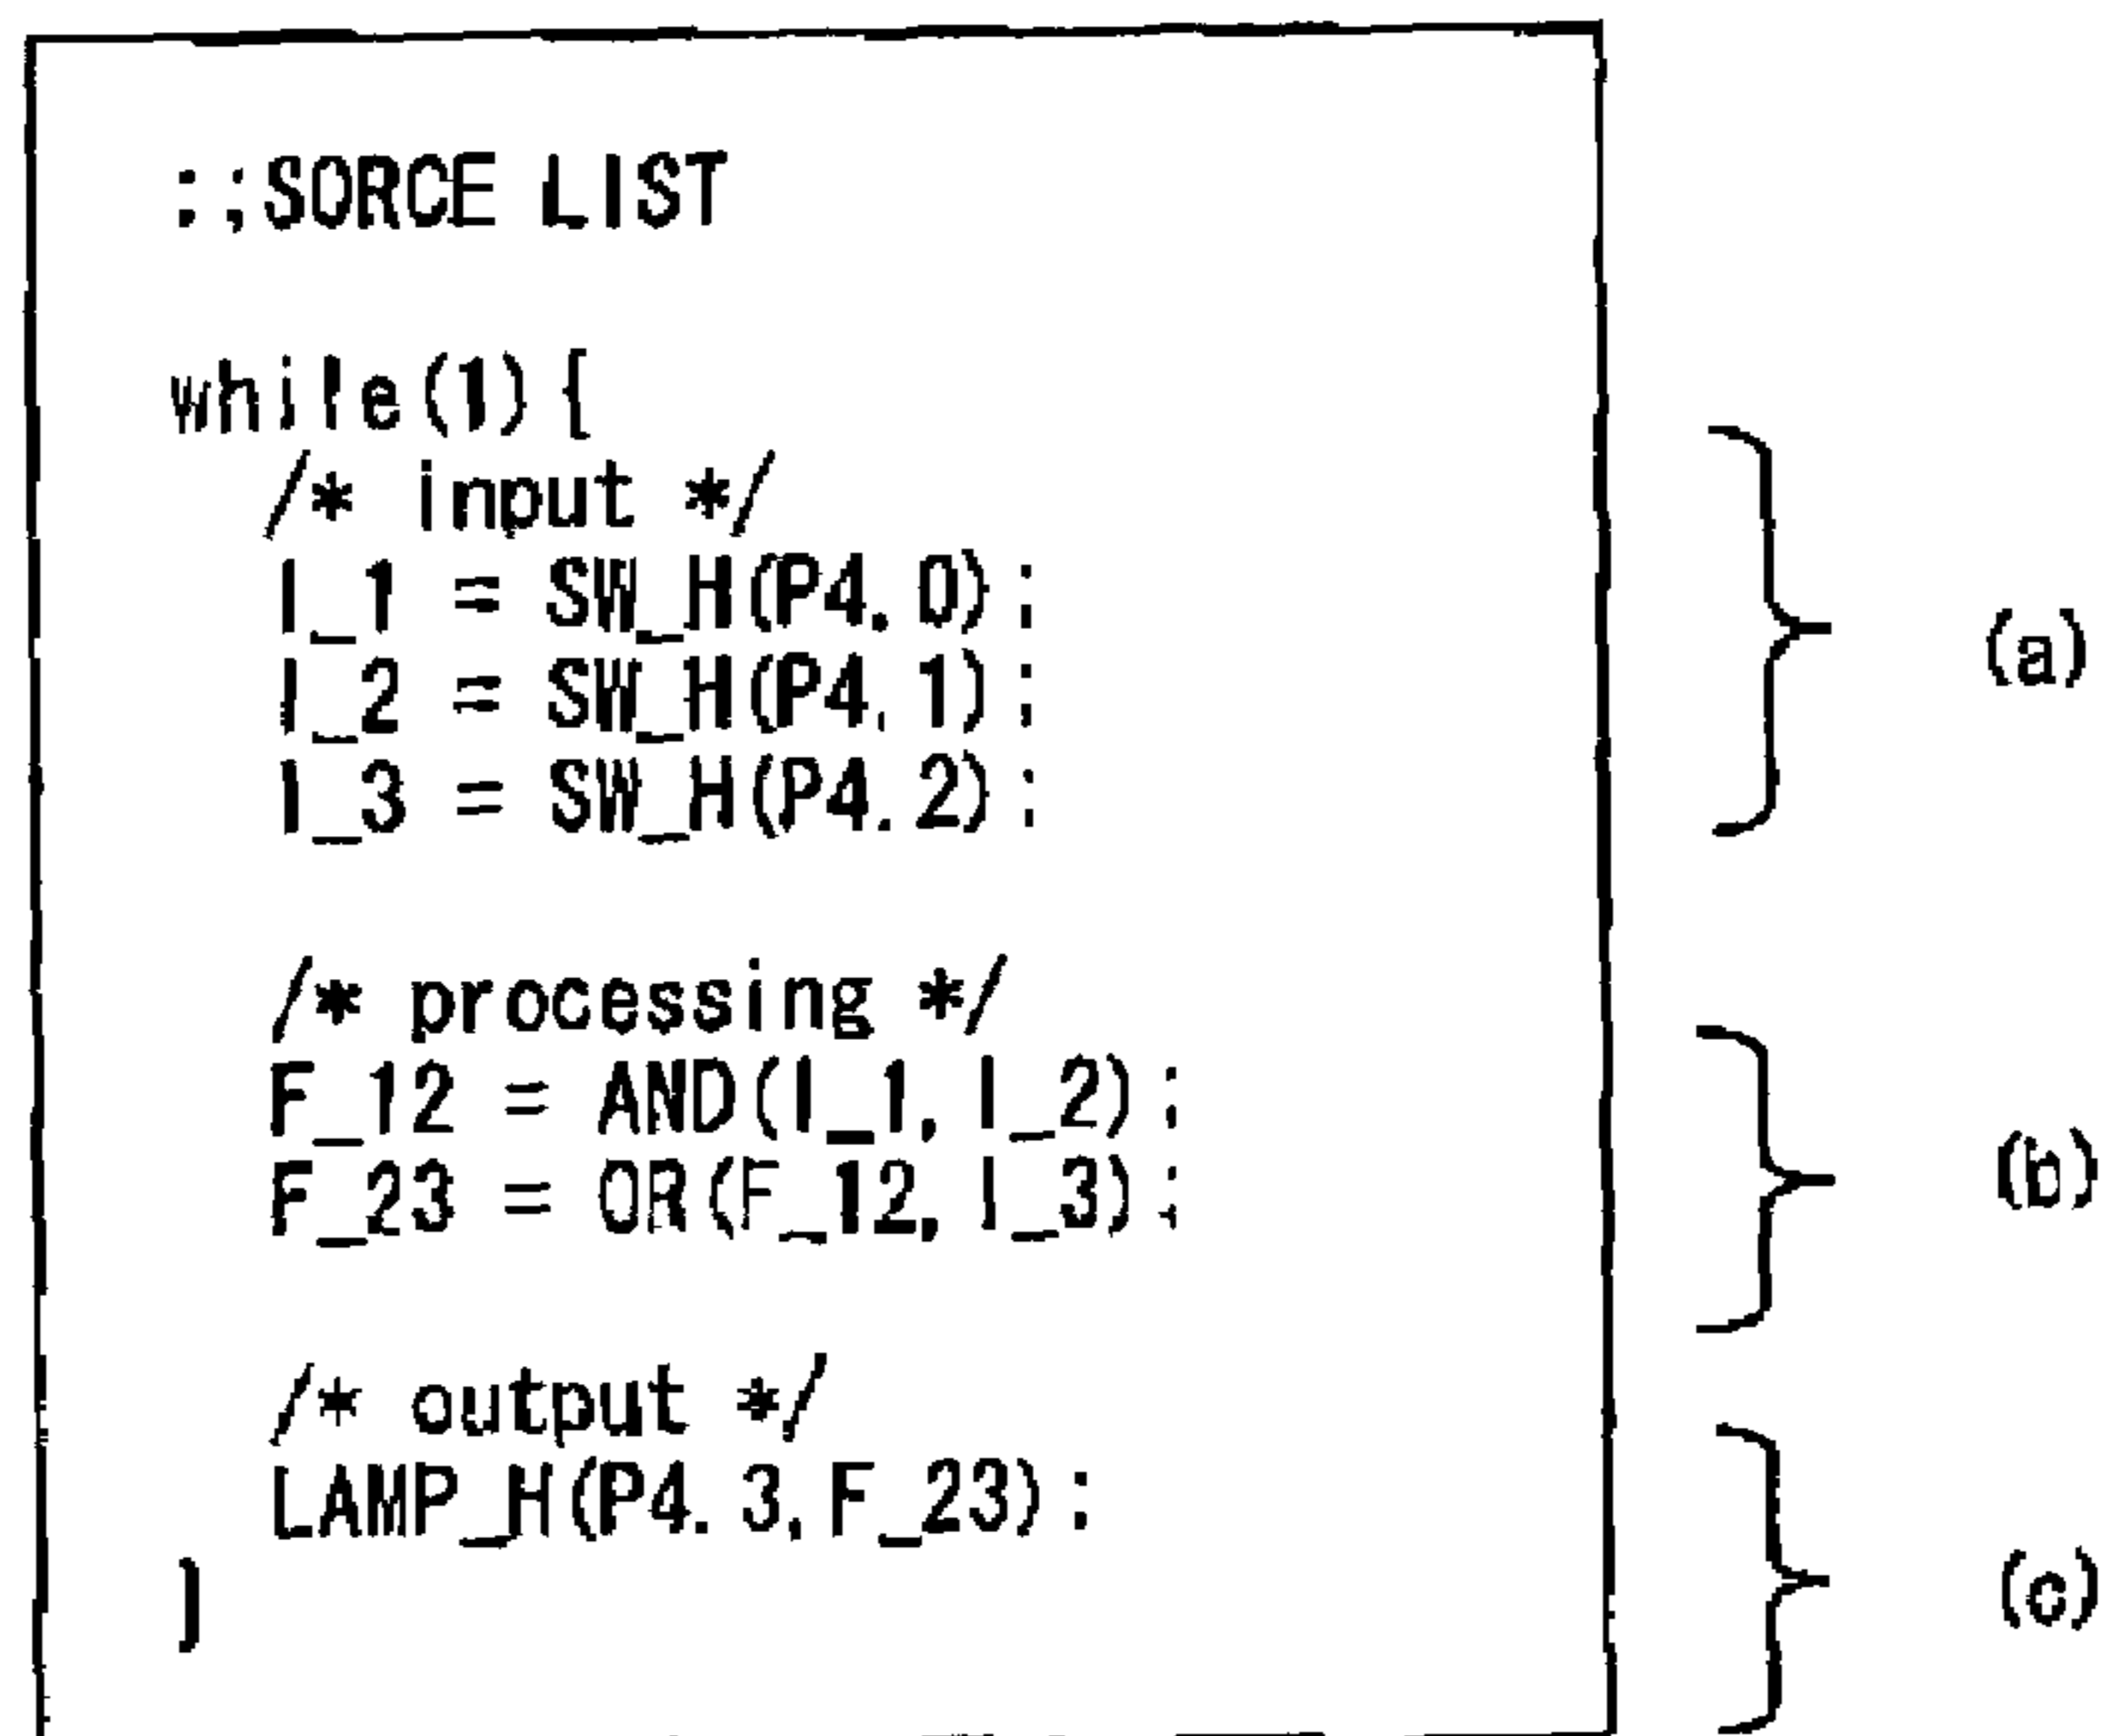 ;;SORCE LIST
while(1) {
/* input */
I_1 = SW_H(P4.0);
I_2 = SW_H(P4.1);
I_3 = SW_H(P4.2);
(a)
/* processing */
F_12 = AND(I_1, I_2);
F_23 = OR(F_12, I_3);
(b)
/* output */
LAMP_H(P4.3, F_23);
}
(c)